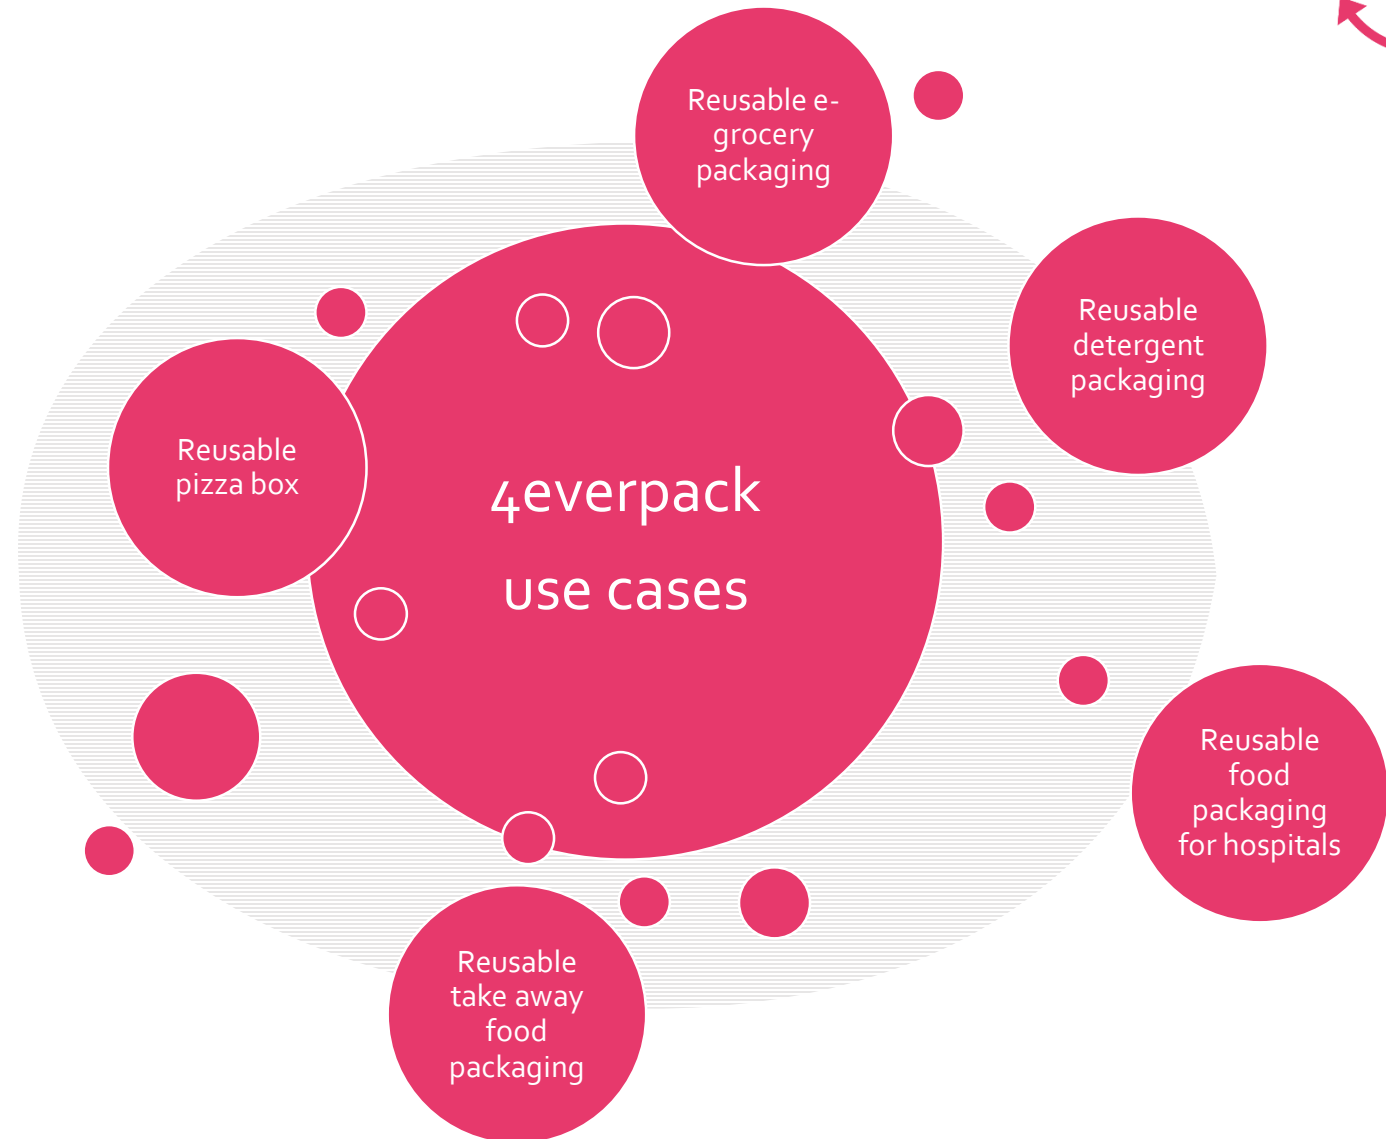 Reusable e-
grocery
packaging
Reusable
detergent
packaging
Reusable
pizza box
4everpack
use cases
Reusable
food
packaging
for hospitals
Reusable
take away
food
packaging